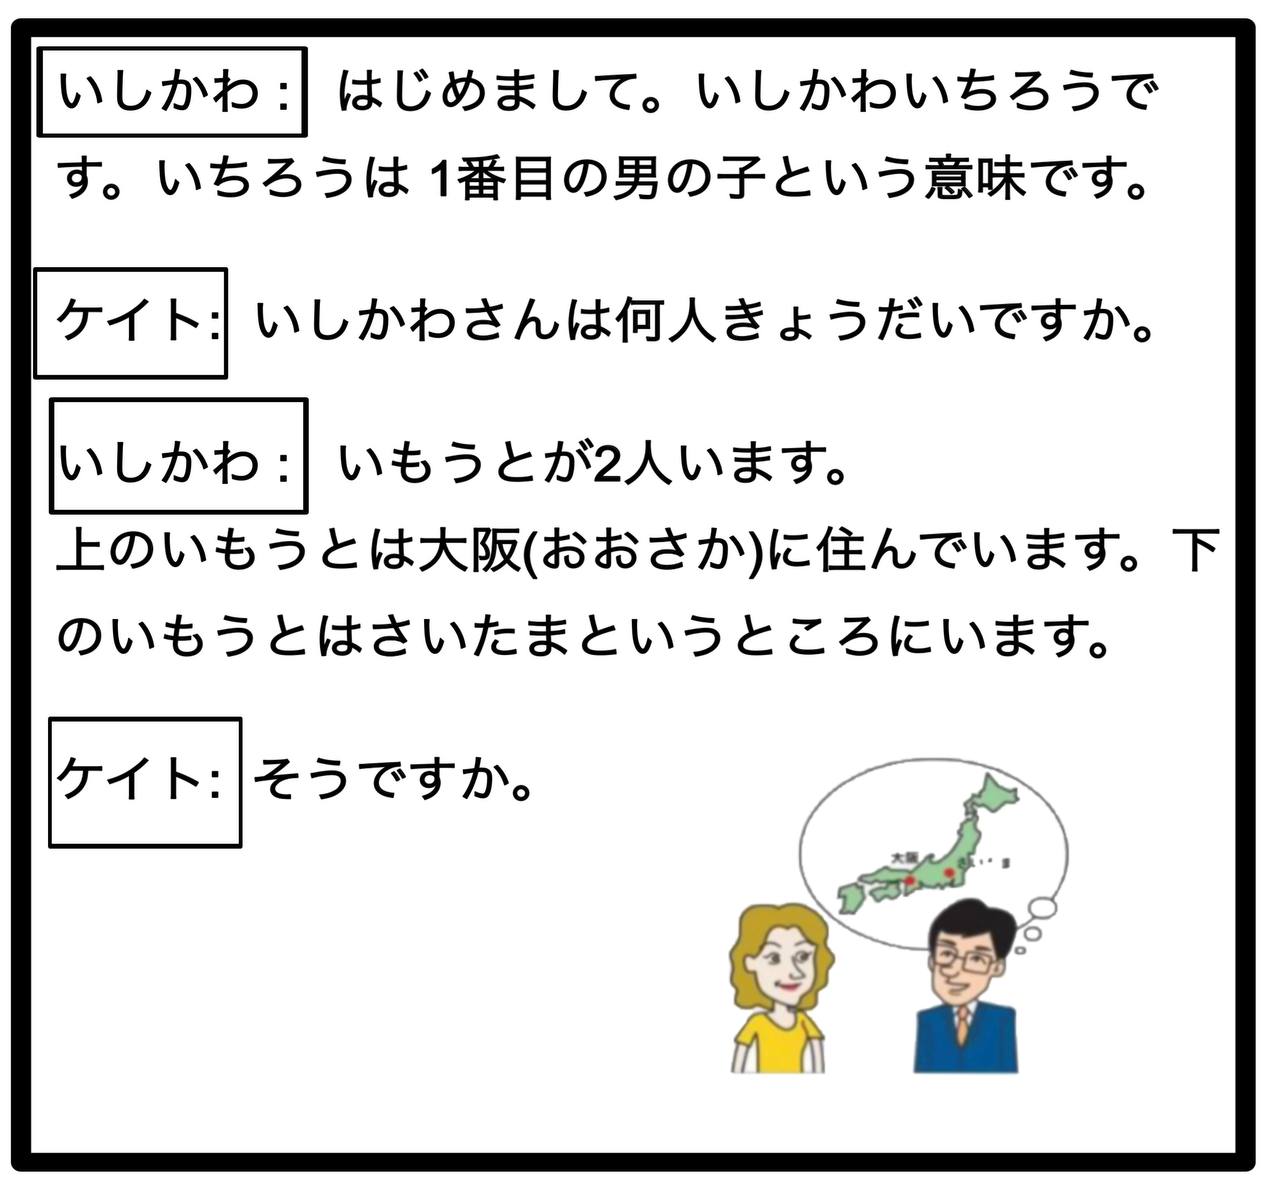 いしかわ : はじめまして。いしかわいちろうで
す。いちろうは 1番目の男の子という意味です。
ケイト: いしかわさんは何人きょうだいですか。
いしかわ : いもうとが2人います。
上のいもうとは大阪(おおさか)に住んでいます。下
のいもうとはさいたまというところにいます。
ケイト: そうですか。
大阪